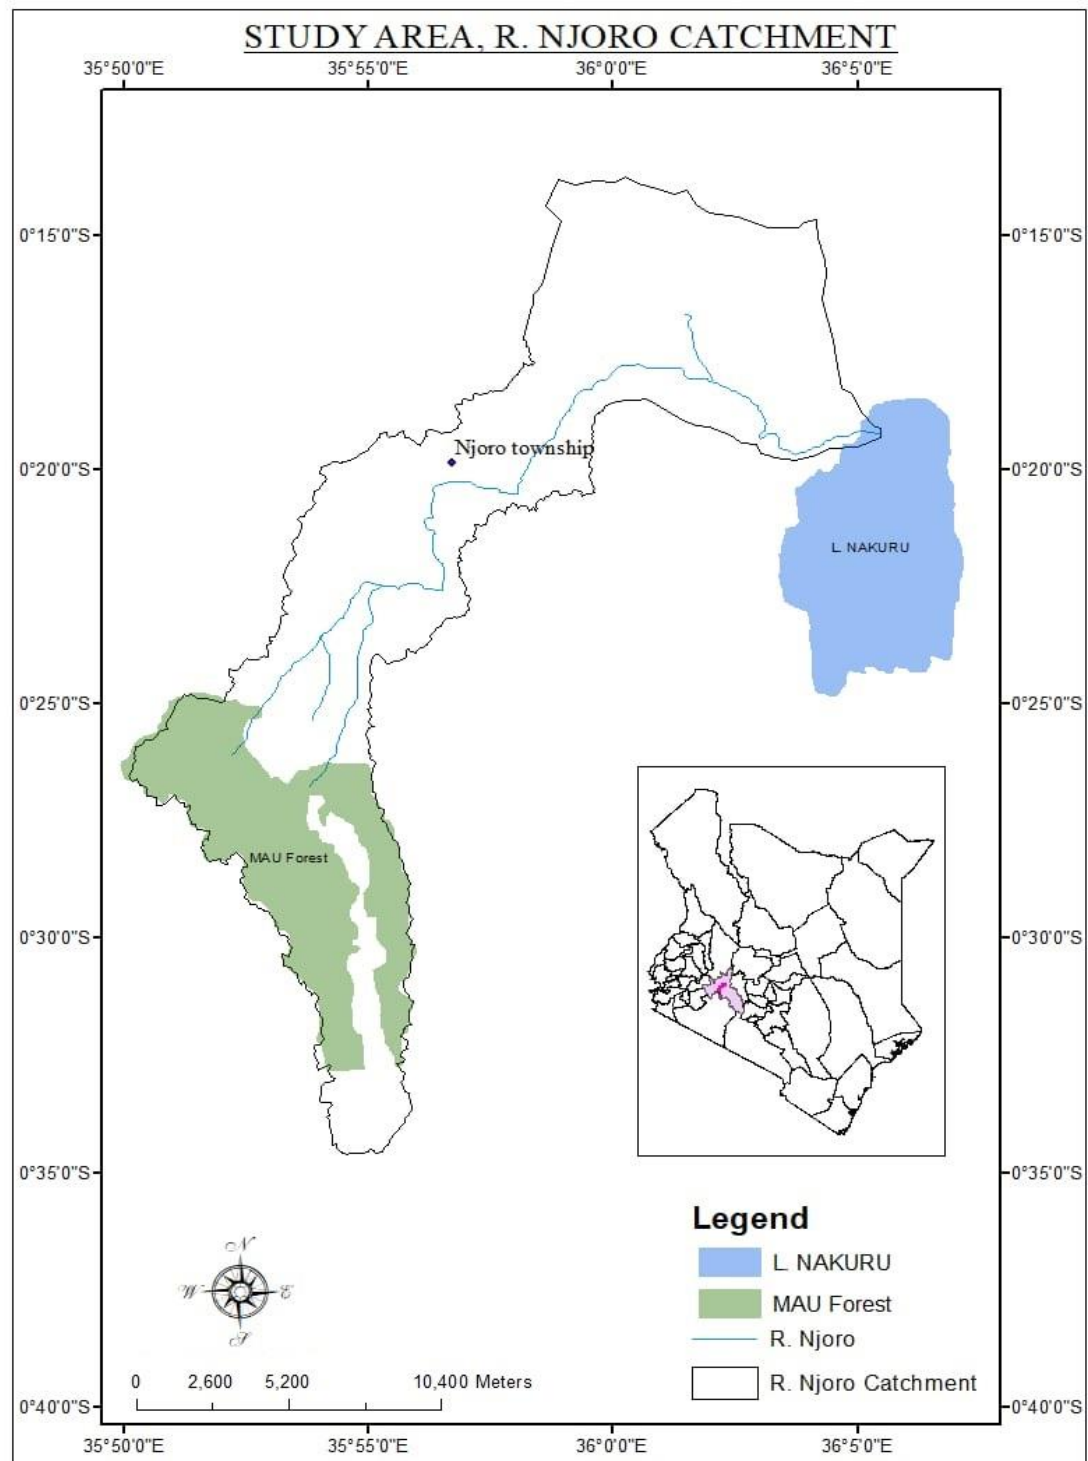 STUDY AREA, R. NJORO CATCHMENT
35°50'0"E 35°55'0"E 36°0'0"E 36°5'0"E
0°15'0"S 0°15'0"S
Njoro township
0°20'0"S 0°20'0"S
L. NAKURU
0°25'0"S 0°25'0"S
MAU Forest
0°30'0"S 0°30'0"S
0°35'0"S 0°35'0"S
Legend
L. NAKURU
MAU Forest
R. Njoro
R. Njoro Catchment
N
W E
S
0 2,600 5,200 10,400 Meters
0°40'0"S 0°40'0"S
35°50'0"E 35°55'0"E 36°0'0"E 36°5'0"E